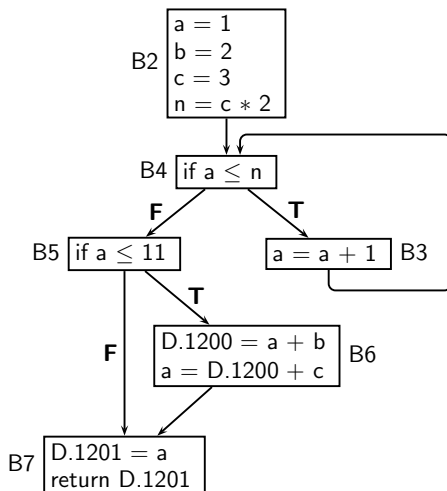 a = 1
B2
b = 2
c = 3
n = c * 2
B4
if a ≤ n
F
T
B5
if a ≤ 11
a = a + 1
B3
T
F
D.1200 = a + b
a = D.1200 + c
B6
B7
D.1201 = a
return D.1201